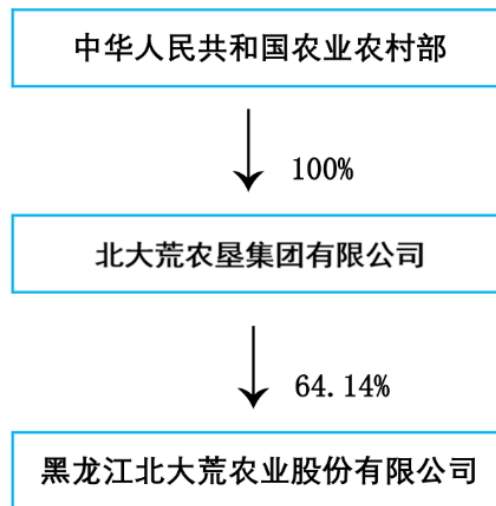 中华人民共和国农业农村部
100%
北大荒农垦集团有限公司
64.14%
黑龙江北大荒农业股份有限公司